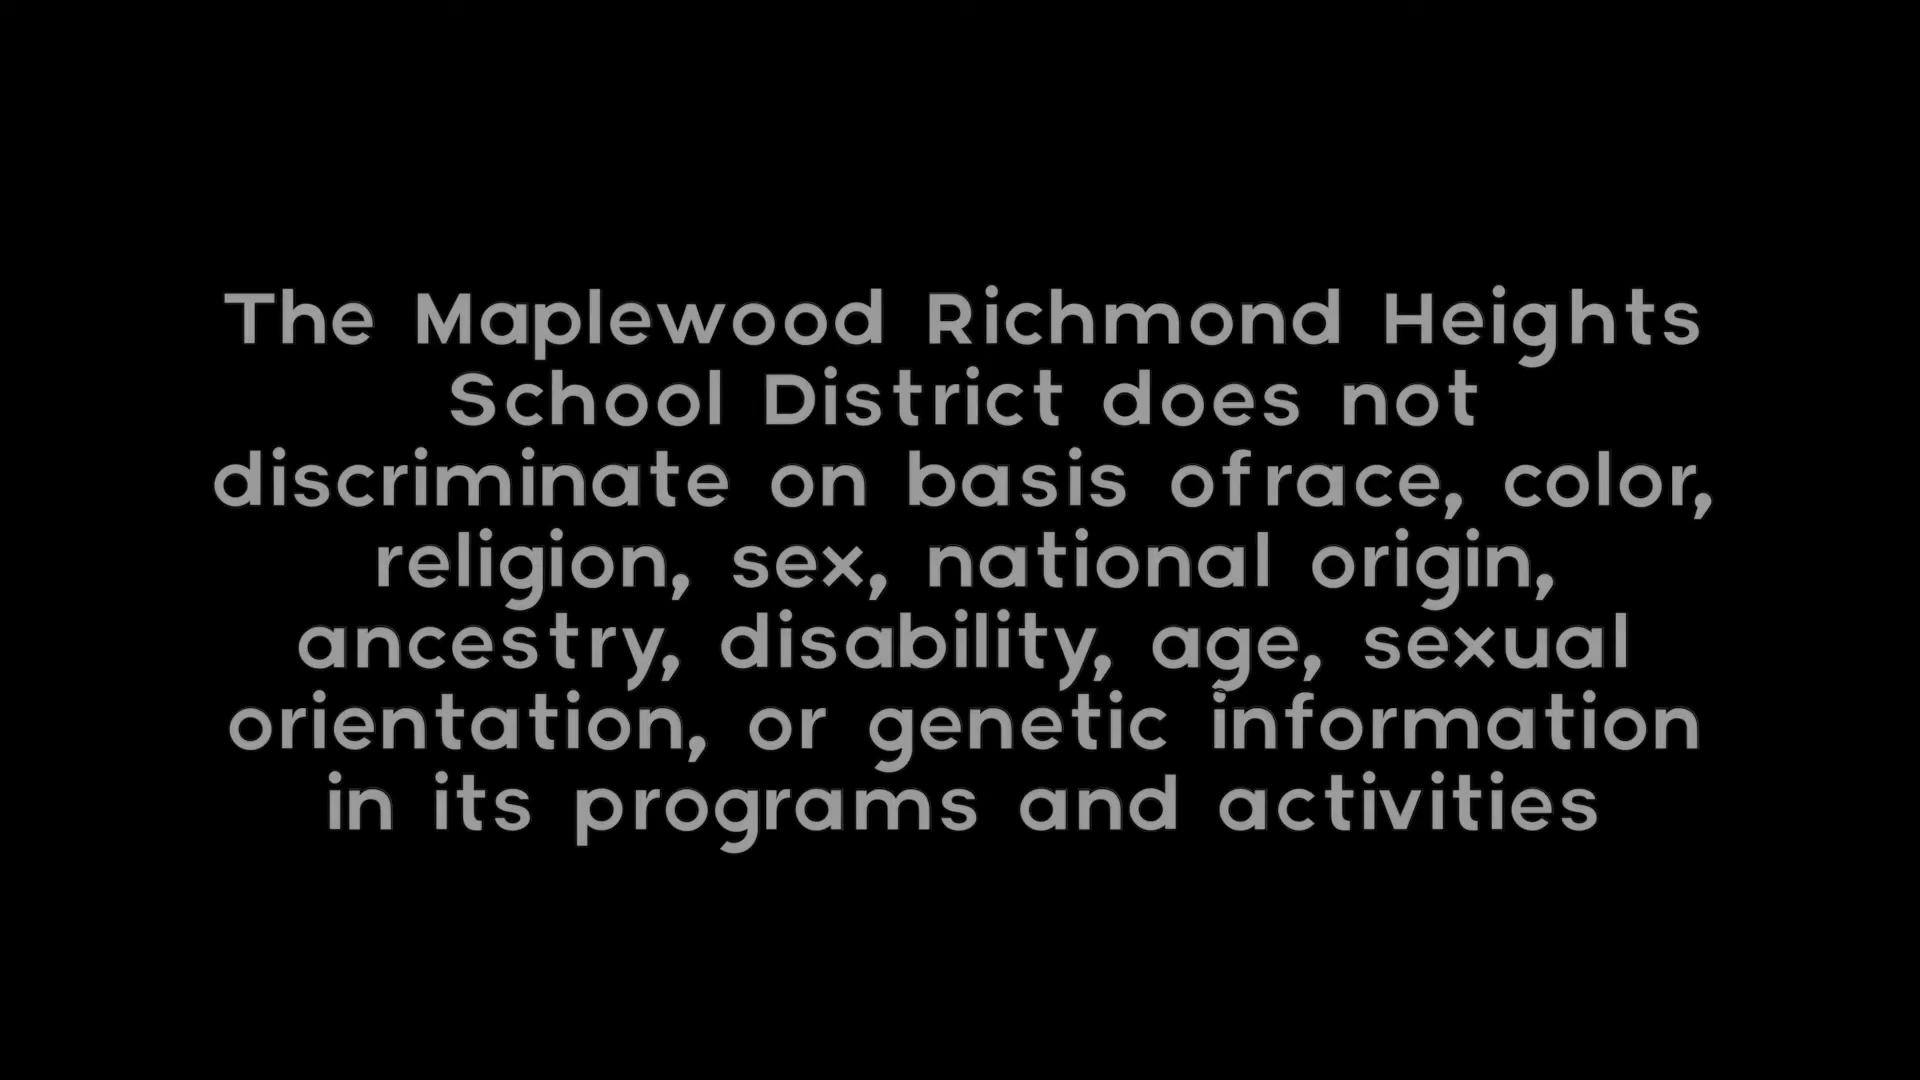 The Maplewood Richmond Heights
School District does not
discriminate on basis ofrace, color,
religion, sex, national origin,
ancestry, disability, age, sexual
orientation, or genetic information
in its programs and activities